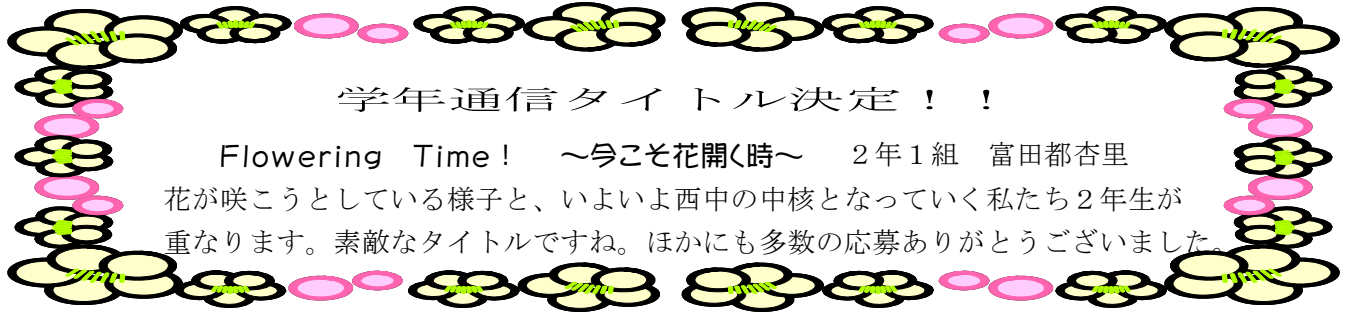 学年通信タイトル決定！！
Flowering Time！ ～今こそ花開く時～ ２年１組 富田都杏里
花が咲こうとしている様子と、いよいよ西中の中核となっていく私たち２年生が
重なります。素敵なタイトルですね。ほかにも多数の応募ありがとうございました。